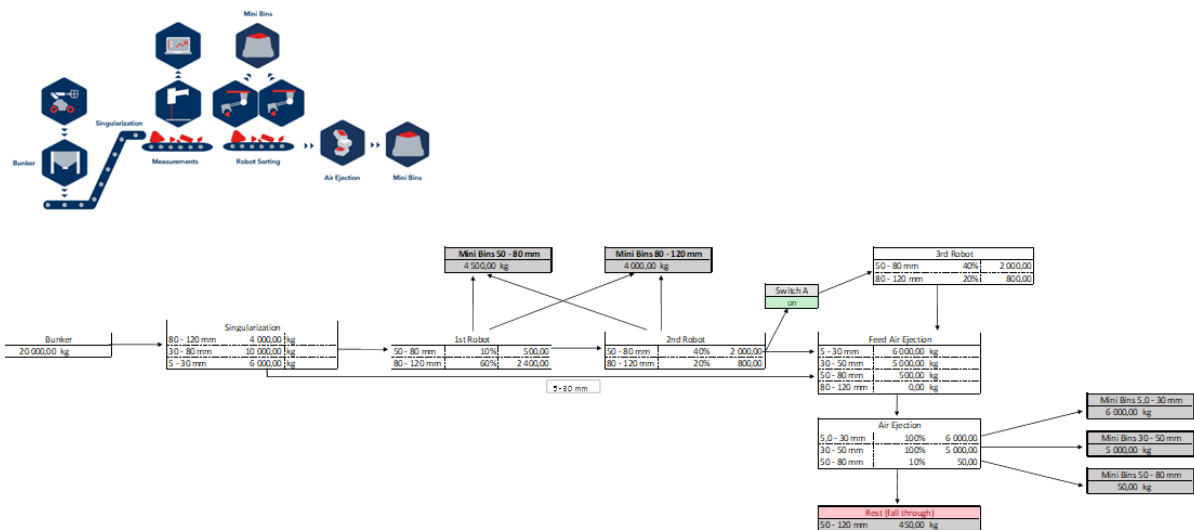 Mini Bins
Singularization
Bunker
Measurements
Robot Sorting
Air Ejection
Mini Bins
Mini Bins 50 - 80 mm
4 500,00 kg
Mini Bins 80 - 120 mm
4 000,00 kg
3rd Robot
50 - 80 mm 40% 2 000,00
80 - 120 mm 20% 800,00
Switch A
on
Bunker
20 000,00 kg
Singularization
80 - 120 mm 4 000,00 kg
30 - 80 mm 10 000,00 kg
5 - 30 mm 6 000,00 kg
1st Robot
50 - 80 mm 10% 500,00
80 - 120 mm 60% 2 400,00
2nd Robot
50 - 80 mm 40% 2 000,00
80 - 120 mm 20% 800,00
Feed Air Ejection
5 - 30 mm 6 000,00 kg
30 - 50 mm 5 000,00 kg
50 - 80 mm 500,00 kg
80 - 120 mm 0,00 kg
5 - 30 mm
Air Ejection
5,0 - 30 mm 100% 6 000,00
30 - 50 mm 100% 5 000,00
50 - 80 mm 10% 50,00
Mini Bins 5,0 - 30 mm
6 000,00 kg
Mini Bins 30 - 50 mm
5 000,00 kg
Mini Bins 50 - 80 mm
50,00 kg
Rest (fall through)
50 - 120 mm 450,00 kg